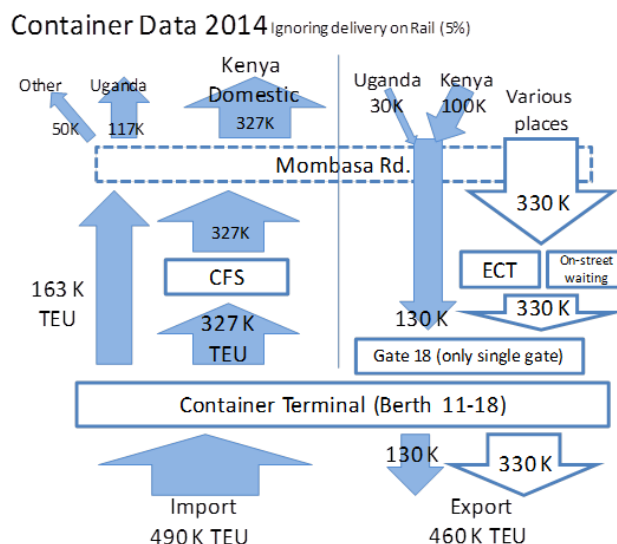 Container Data 2014 Ignoring delivery on Rail (5%)
Other
50K
Uganda
117K
Kenya
Domestic
327K
Uganda
30K
Kenya
100K
Various
places
Mombasa Rd.
330 K
327K
CFS
ECT
On-street
waiting
163 K
TEU
327 K
TEU
130 K
330 K
Gate 18 (only single gate)
Container Terminal (Berth 11-18)
130 K
330 K
Import
490 K TEU
Export
460 K TEU